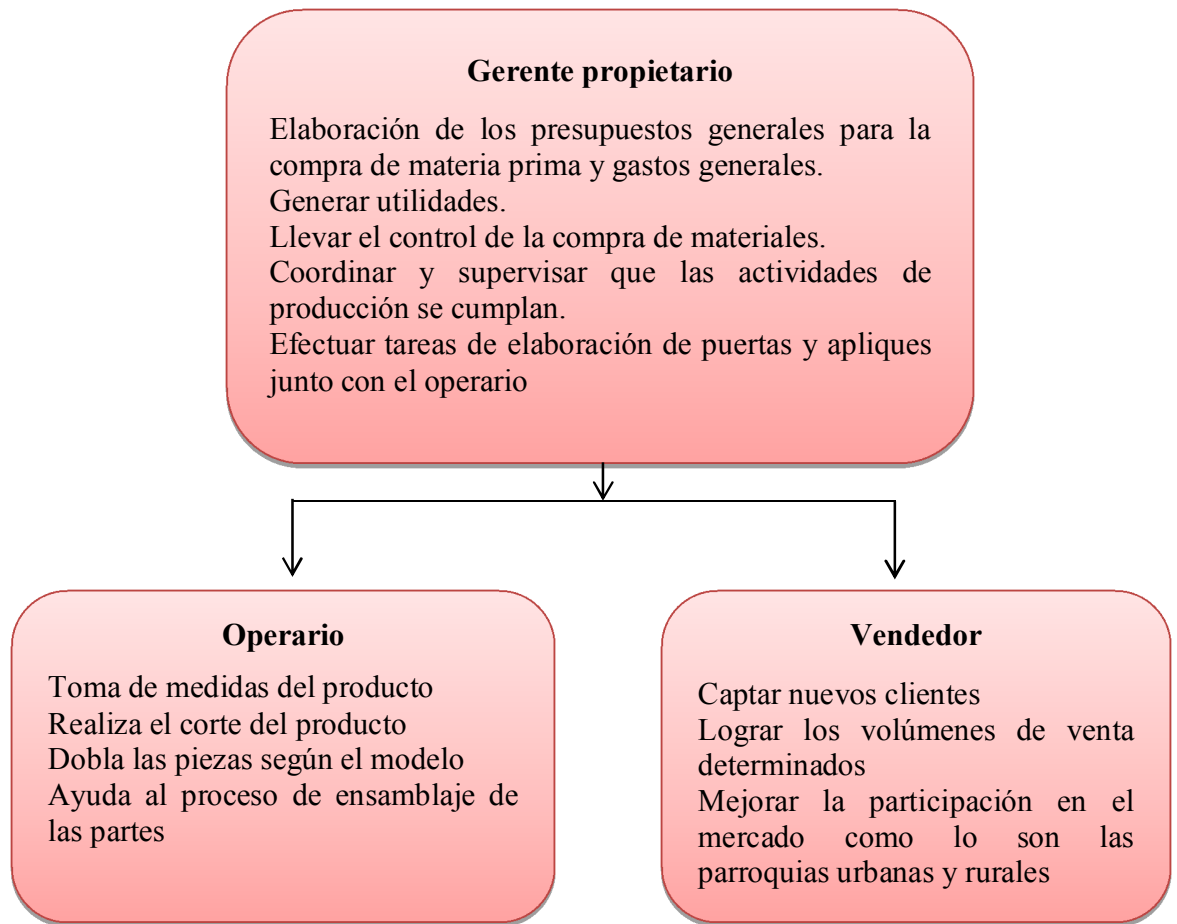 Gerente propietario
Elaboración de los presupuestos generales para la
compra de materia prima y gastos generales.
Generar utilidades.
Llevar el control de la compra de materiales.
Coordinar y supervisar que las actividades de
producción se cumplan.
Efectuar tareas de elaboración de puertas y apliques
junto con el operario
Operario
Toma de medidas del producto
Realiza el corte del producto
Dobla las piezas según el modelo
Ayuda al proceso de ensamblaje de
las partes
Vendedor
Captar nuevos clientes
Lograr los volúmenes de venta
determinados
Mejorar la participación en el
mercado como lo son las
parroquias urbanas y rurales